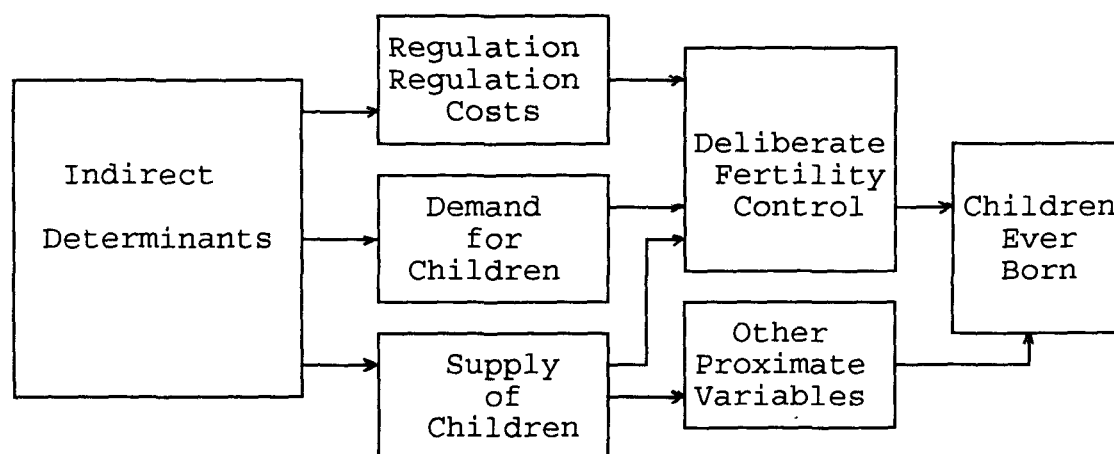 Indirect
Determinants
Regulation
Regulation
Costs
Demand
for
Children
Supply
of
Children
Deliberate
Fertility
Control
Other
Proximate
Variables
Children
Ever
Born